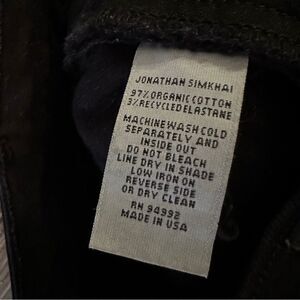 JONATHAN SIMKHAI
97% ORGANIC COTTON
3% RECYCLED ELASTANE
MACHINE WASH COLD
SEPARATELY AND
INSIDE OUT
DO NOT BLEACH
LINE DRY IN SHADE
LOW IRON ON
REVERSE SIDE
OR DRY CLEAN
RN 94992
MADE IN USA